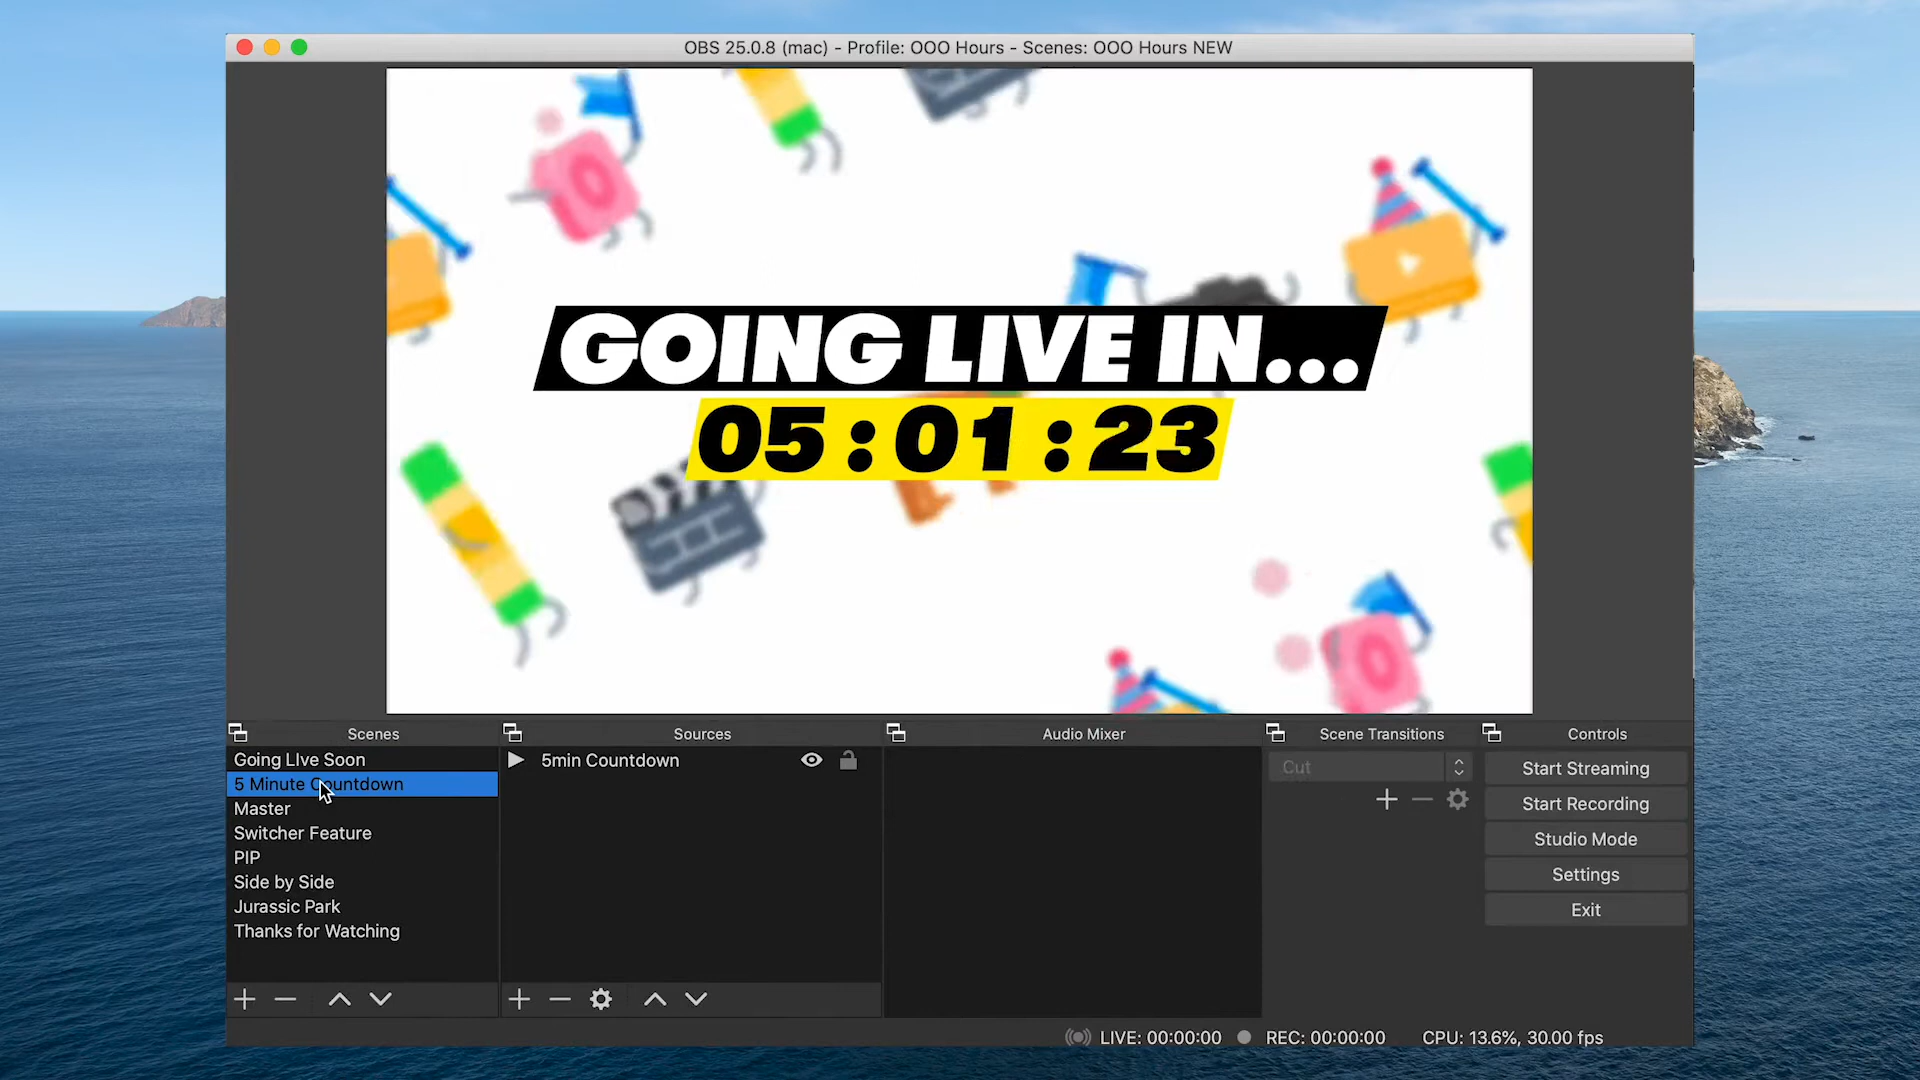 OBS 25.0.8 (mac) - Profile: OOO Hours - Scenes: OOO Hours NEW
GOING LIVE IN...
05:01:23
Scenes
Going LIve Soon
5 Minute Countdown
Master
Switcher Feature
PIP
Side by Side
Jurassic Park
Thanks for Watching
Sources
5min Countdown
Audio Mixer
Scene Transitions
Cut
Controls
Start Streaming
Start Recording
Studio Mode
Settings
Exit
LIVE: 00:00:00
REC: 00:00:00
CPU: 13.6%, 30.00 fps